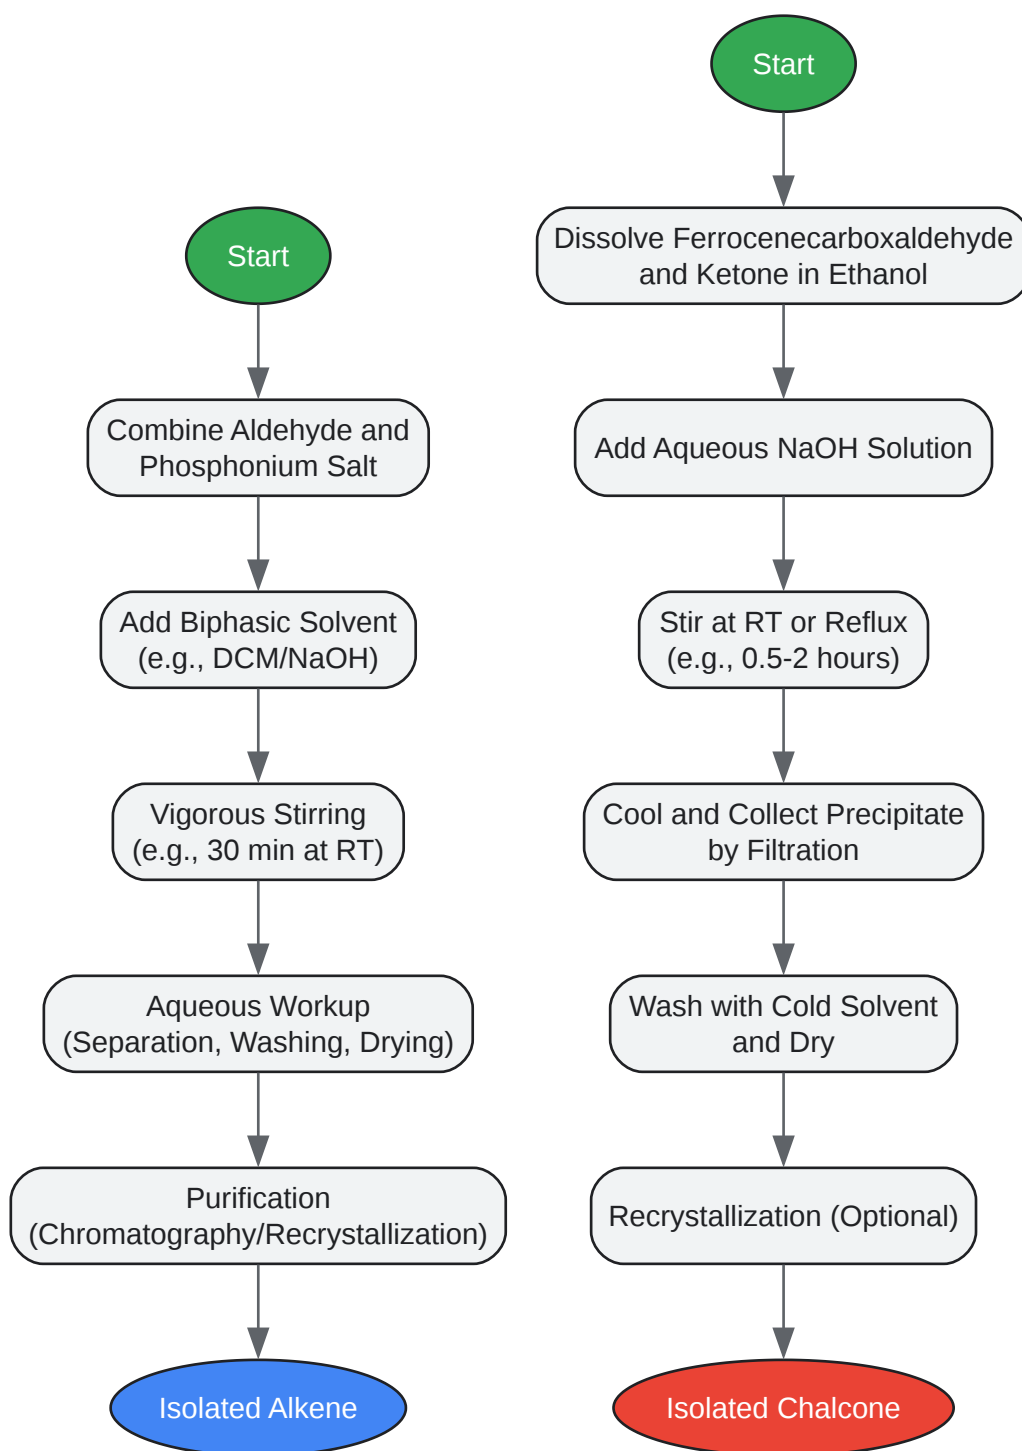 Start
Combine Aldehyde and
Phosphonium Salt
Add Biphasic Solvent
(e.g., DCM/NaOH)
Vigorous Stirring
(e.g., 30 min at RT)
Aqueous Workup
(Separation, Washing, Drying)
Purification
(Chromatography/Recrystallization)
Isolated Alkene
Start
Dissolve Ferrocenecarboxaldehyde
and Ketone in Ethanol
Add Aqueous NaOH Solution
Stir at RT or Reflux
(e.g., 0.5-2 hours)
Cool and Collect Precipitate
by Filtration
Wash with Cold Solvent
and Dry
Recrystallization (Optional)
Isolated Chalcone